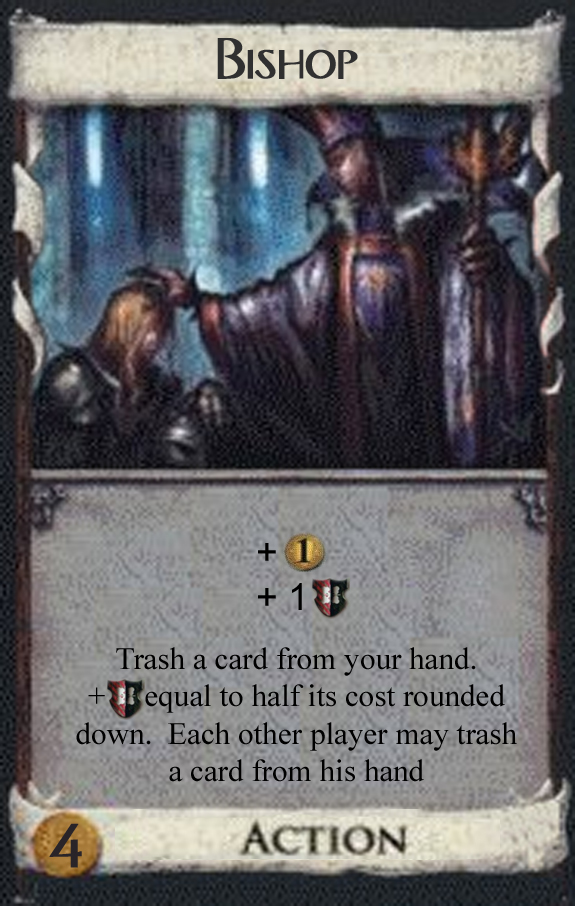 Bishop
+ 1
+ 1
Trash a card from your hand.
+ equal to half its cost rounded
down. Each other player may trash
a card from his hand
4 Action